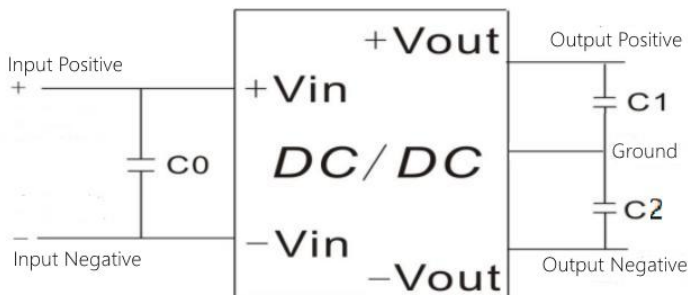 +Vout
Output Positive
Input Positive
+
+Vin
C1
C0
DC/DC
Ground
C2
−
−Vin
Input Negative
Output Negative
−Vout